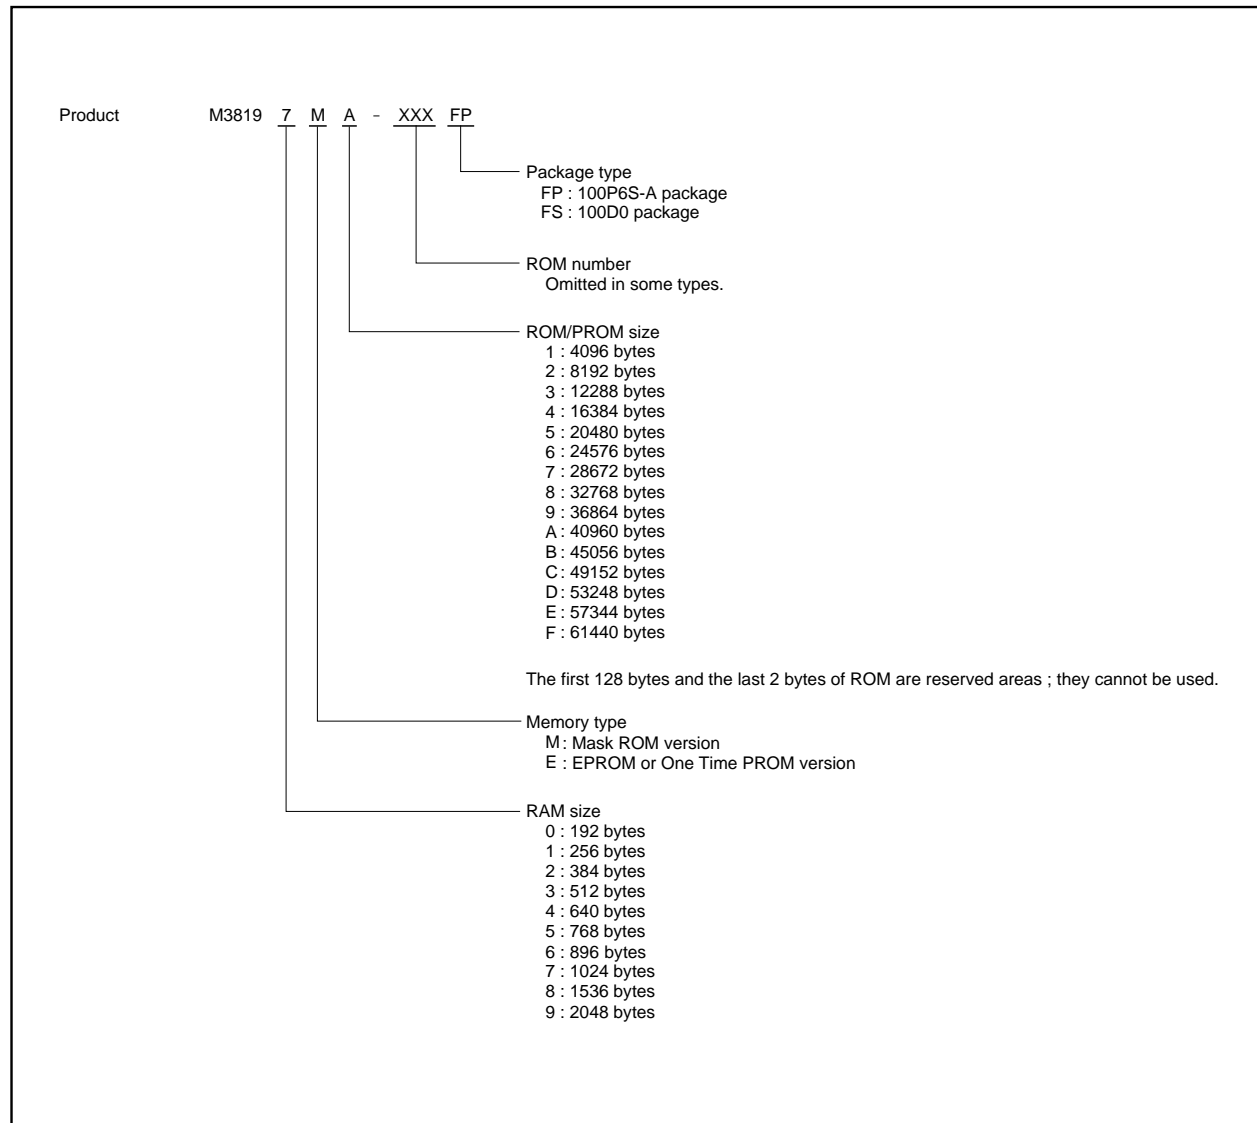 Product M3819 7 M A - XXX FP
Package type
FP : 100P6S-A package
FS : 100D0 package
ROM number
Omitted in some types.
ROM/PROM size
1 : 4096 bytes
2 : 8192 bytes
3 : 12288 bytes
4 : 16384 bytes
5 : 20480 bytes
6 : 24576 bytes
7 : 28672 bytes
8 : 32768 bytes
9 : 36864 bytes
A : 40960 bytes
B : 45056 bytes
C : 49152 bytes
D : 53248 bytes
E : 57344 bytes
F : 61440 bytes
The first 128 bytes and the last 2 bytes of ROM are reserved areas ; they cannot be used.
Memory type
M : Mask ROM version
E : EPROM or One Time PROM version
RAM size
0 : 192 bytes
1 : 256 bytes
2 : 384 bytes
3 : 512 bytes
4 : 640 bytes
5 : 768 bytes
6 : 896 bytes
7 : 1024 bytes
8 : 1536 bytes
9 : 2048 bytes